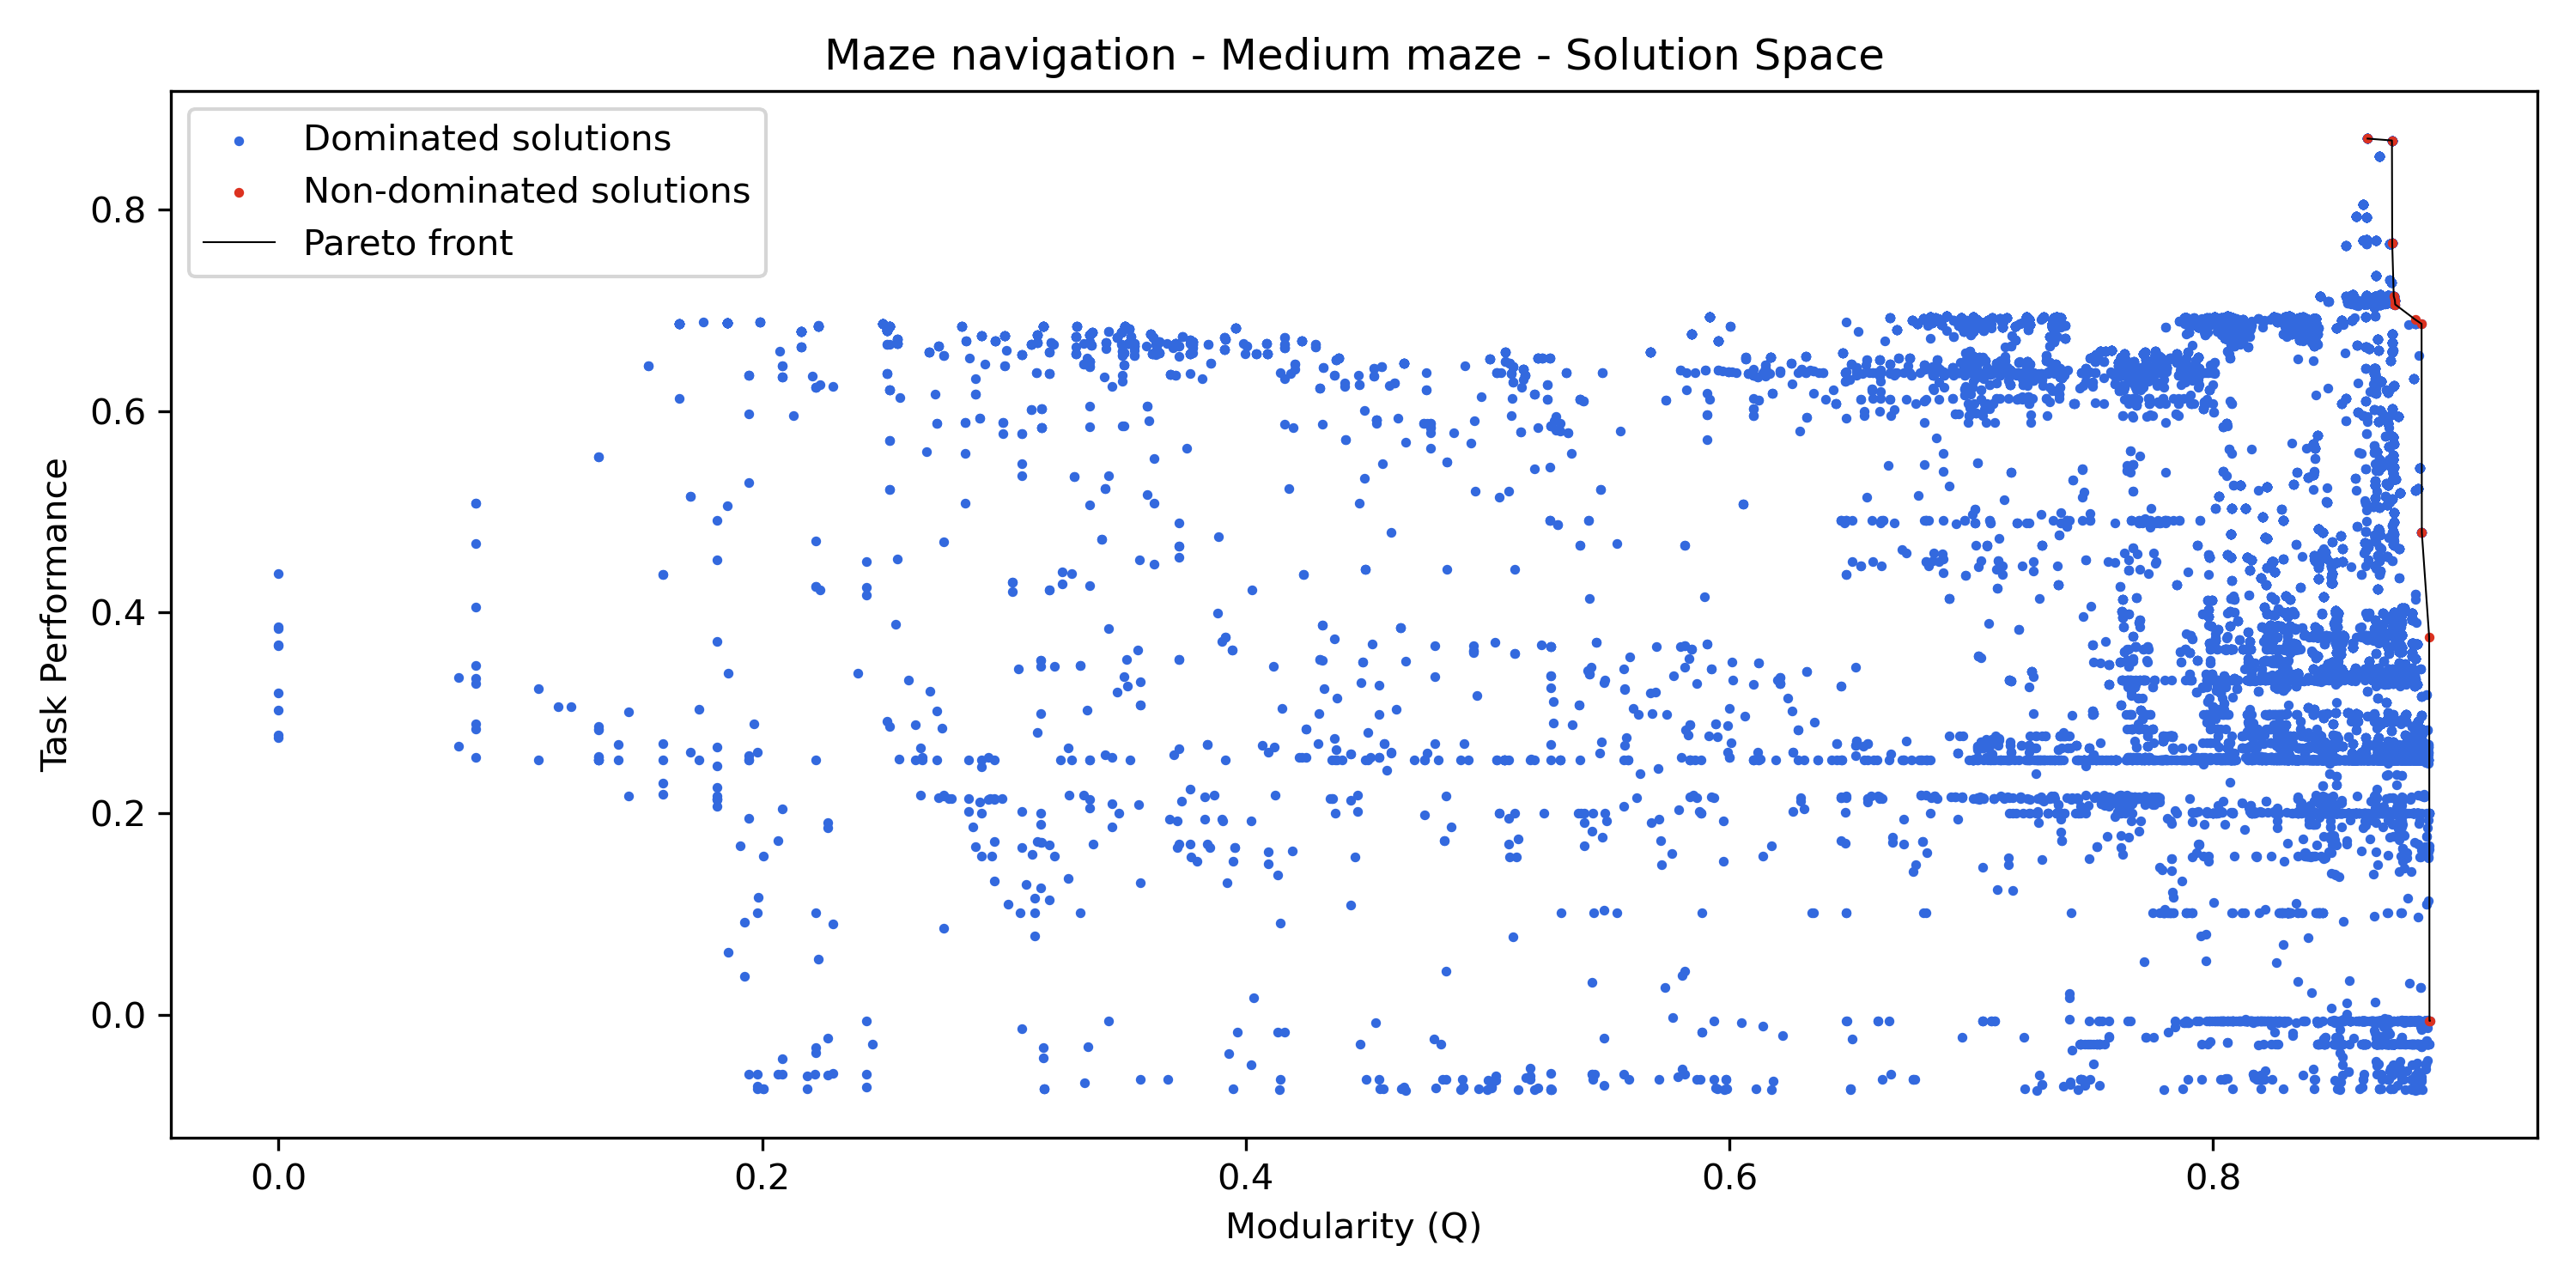 Maze navigation - Medium maze - Solution Space
Dominated solutions
Non-dominated solutions
Pareto front
Task Performance
0.8
0.6
0.4
0.2
0.0
0.0 0.2 0.4 0.6 0.8
Modularity (Q)